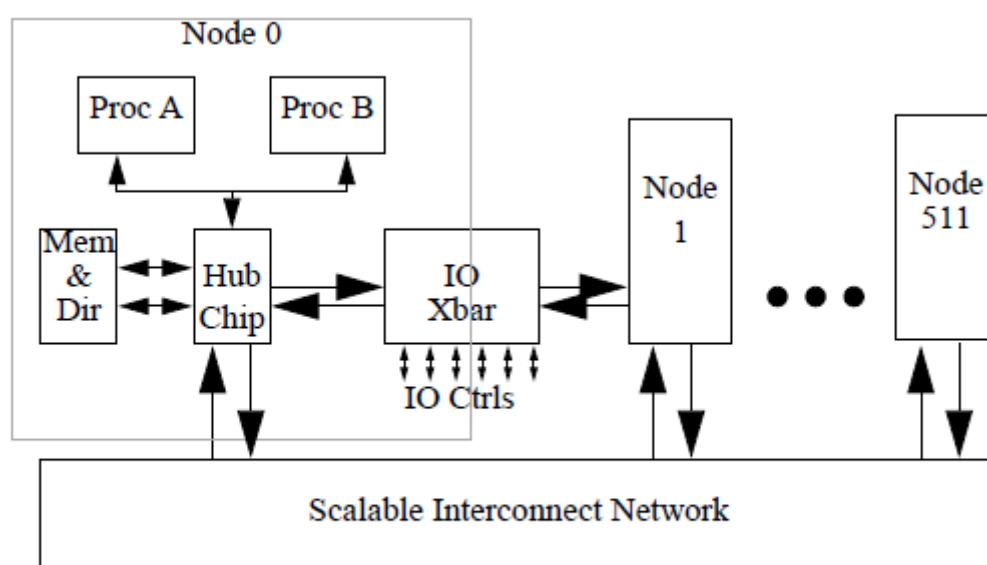 Node 0
Proc A
Proc B
Mem
&
Dir
Hub
Chip
IO
Xbar
IO Ctrls
Node
1
Node
511
Scalable Interconnect Network